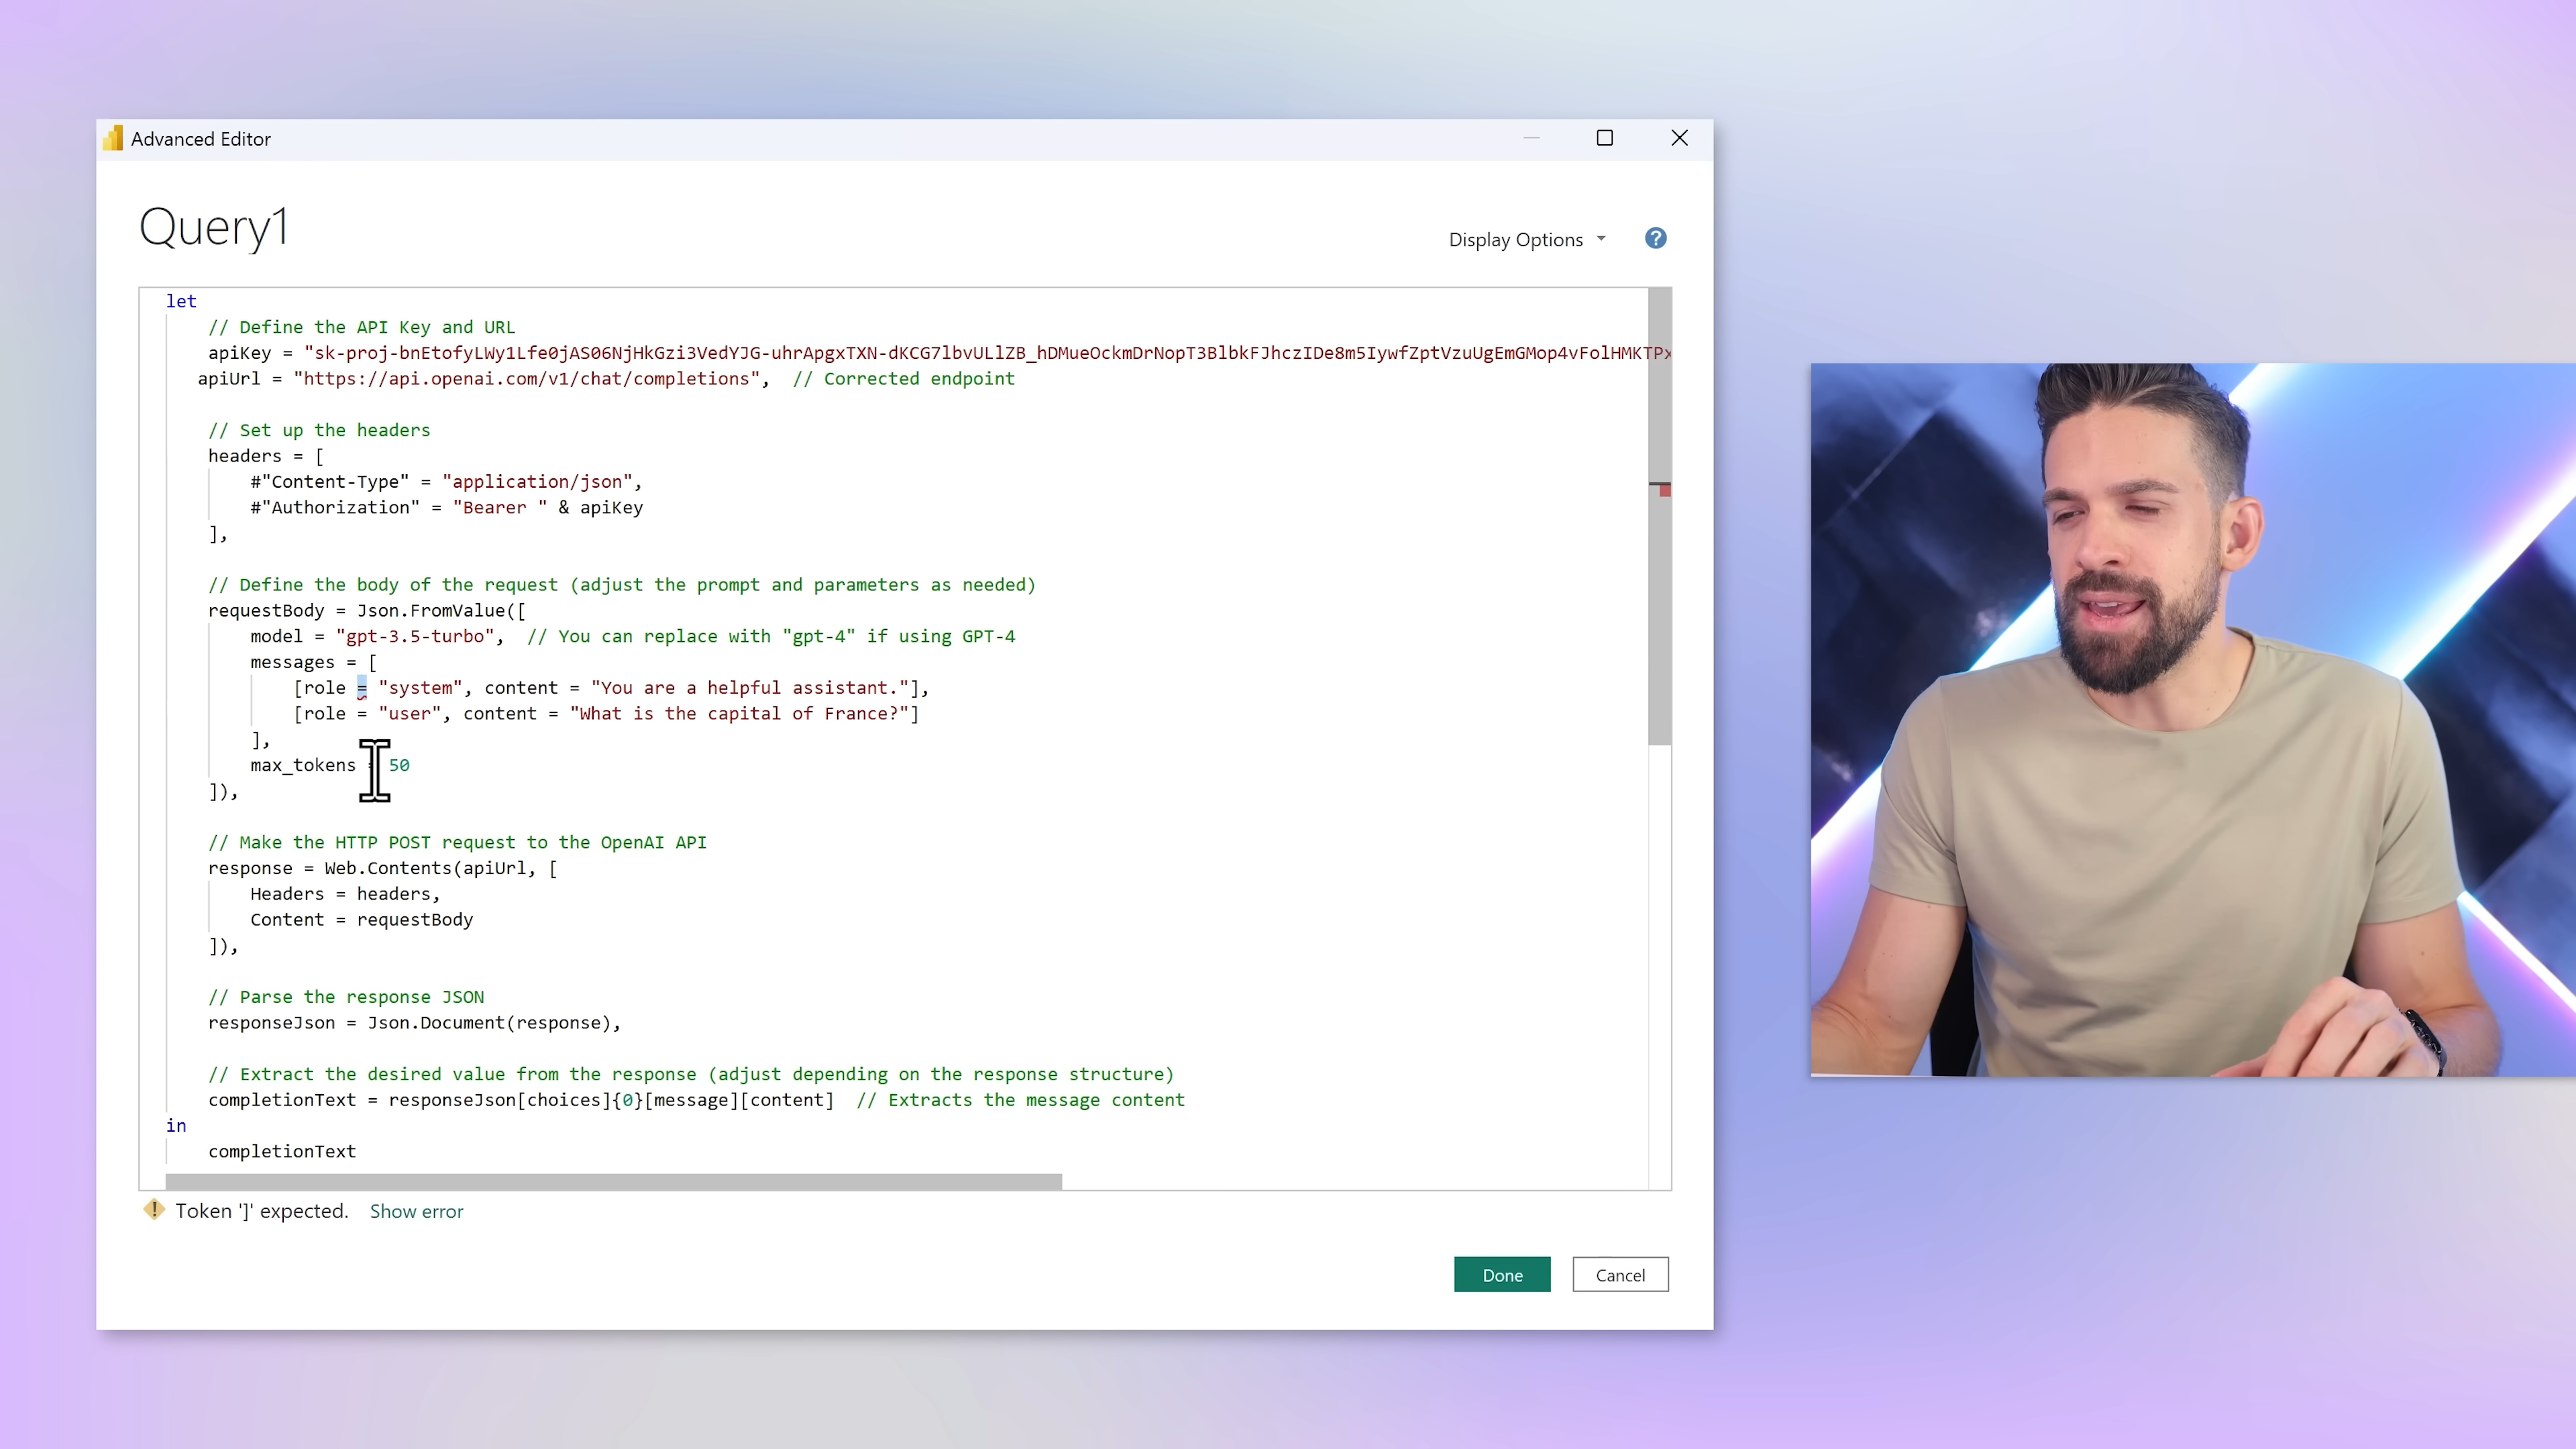 Advanced Editor
Query1
Display Options
?
let
// Define the API Key and URL
apiKey = "sk-proj-bnEtofyLWy1Lfe0jAS06NjHkGzi3VedYJG-uhrApgxTXN-dKCG7lbvULlZB_hDMueOckmDrNopT3BlbkFJhczIDe8m5IywfZptVzuUgEmGMop4vFolHMKTPx
apiUrl = "https://api.openai.com/v1/chat/completions",  // Corrected endpoint
// Set up the headers
headers = [
#"Content-Type" = "application/json",
#"Authorization" = "Bearer " & apiKey
],
// Define the body of the request (adjust the prompt and parameters as needed)
requestBody = Json.FromValue([
model = "gpt-3.5-turbo",  // You can replace with "gpt-4" if using GPT-4
messages = [
[role = "system", content = "You are a helpful assistant."],
[role = "user", content = "What is the capital of France?"]
],
max_tokens = 50
]),
// Make the HTTP POST request to the OpenAI API
response = Web.Contents(apiUrl, [
Headers = headers,
Content = requestBody
]),
// Parse the response JSON
responseJson = Json.Document(response),
// Extract the desired value from the response (adjust depending on the response structure)
completionText = responseJson[choices]{0}[message][content]  // Extracts the message content
in
completionText
Token ']' expected. Show error
Done
Cancel